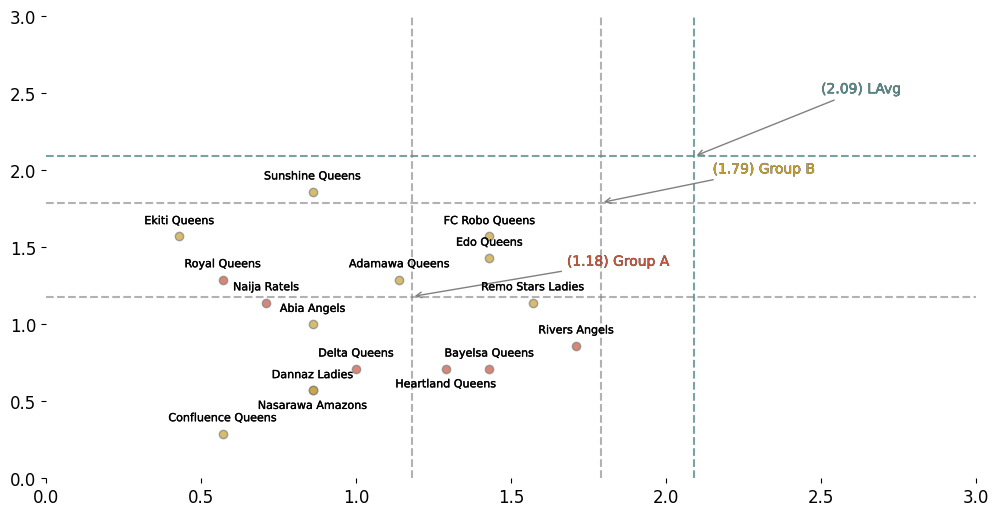 3.0
2.5
(2.09) LAvg
2.0
Sunshine Queens
(1.79) Group B
Ekiti Queens
FC Robo Queens
1.5
Edo Queens
Royal Queens
Adamawa Queens
(1.18) Group A
Naija Ratels
Remo Stars Ladies
Abia Angels
1.0
Rivers Angels
Delta Queens
Bayelsa Queens
Dannaz Ladies
Heartland Queens
0.5
Nasarawa Amazons
Confluence Queens
0.0
0.0 0.5 1.0 1.5 2.0 2.5 3.0